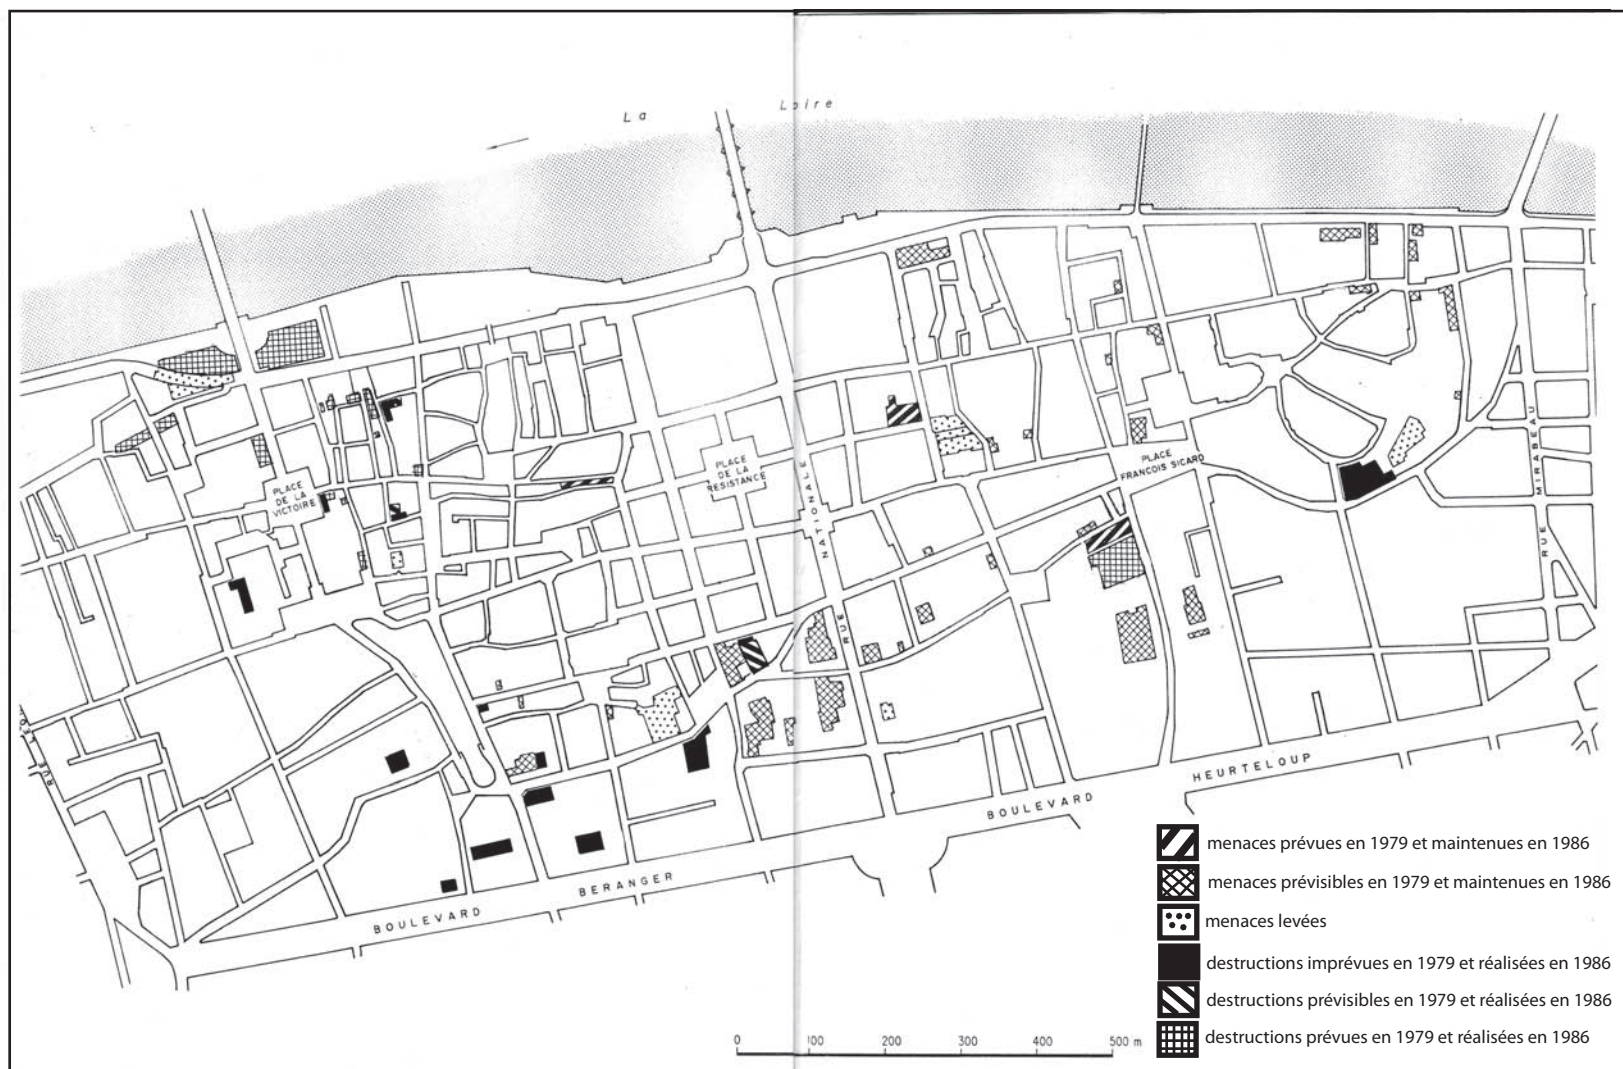 La Loire
PLACE
DE LA
RESISTANCE
PLACE
DE LA
VICTOIRE
RUE NATIONALE
PLACE
FRANÇOIS SICARD
RUE MIRABEAU
RUE
BOULEVARD HEURTELOUP
BOULEVARD BERANGER
menaces prévues en 1979 et maintenues en 1986
menaces prévisibles en 1979 et maintenues en 1986
menaces levées
destructions imprévues en 1979 et réalisées en 1986
destructions prévisibles en 1979 et réalisées en 1986
destructions prévues en 1979 et réalisées en 1986
0 100 200 300 400 500 m